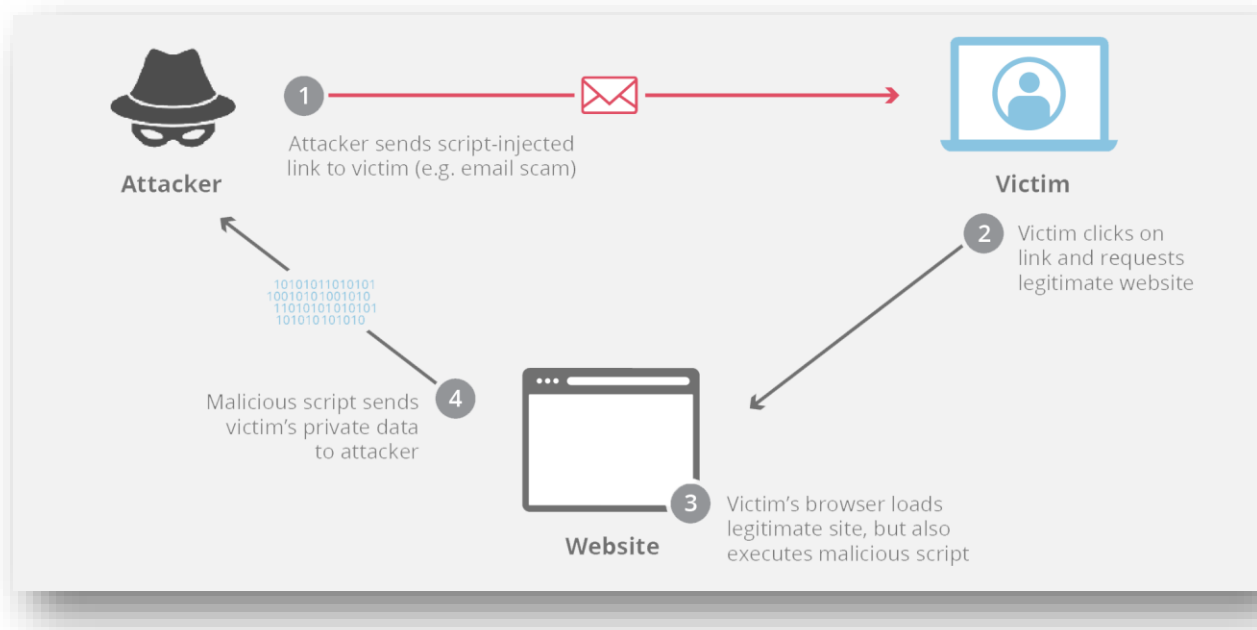 1
Attacker sends script-injected
link to victim (e.g. email scam)
Attacker
Victim
2
Victim clicks on
link and requests
legitimate website
10101011010101
10010101001010
11010101010101
101010101010
4
Malicious script sends
victim’s private data
to attacker
3
Victim’s browser loads
legitimate site, but also
executes malicious script
Website